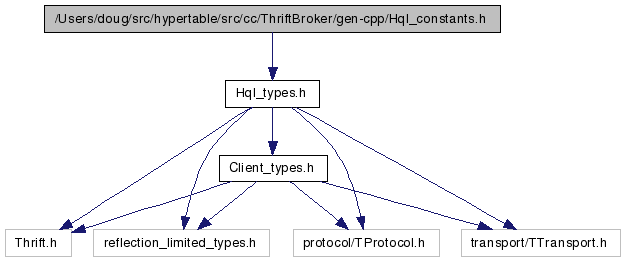 /Users/doug/src/hypertable/src/cc/ThriftBroker/gen-cpp/Hql_constants.h
Hql_types.h
Client_types.h
Thrift.h
reflection_limited_types.h
protocol/TProtocol.h
transport/TTransport.h